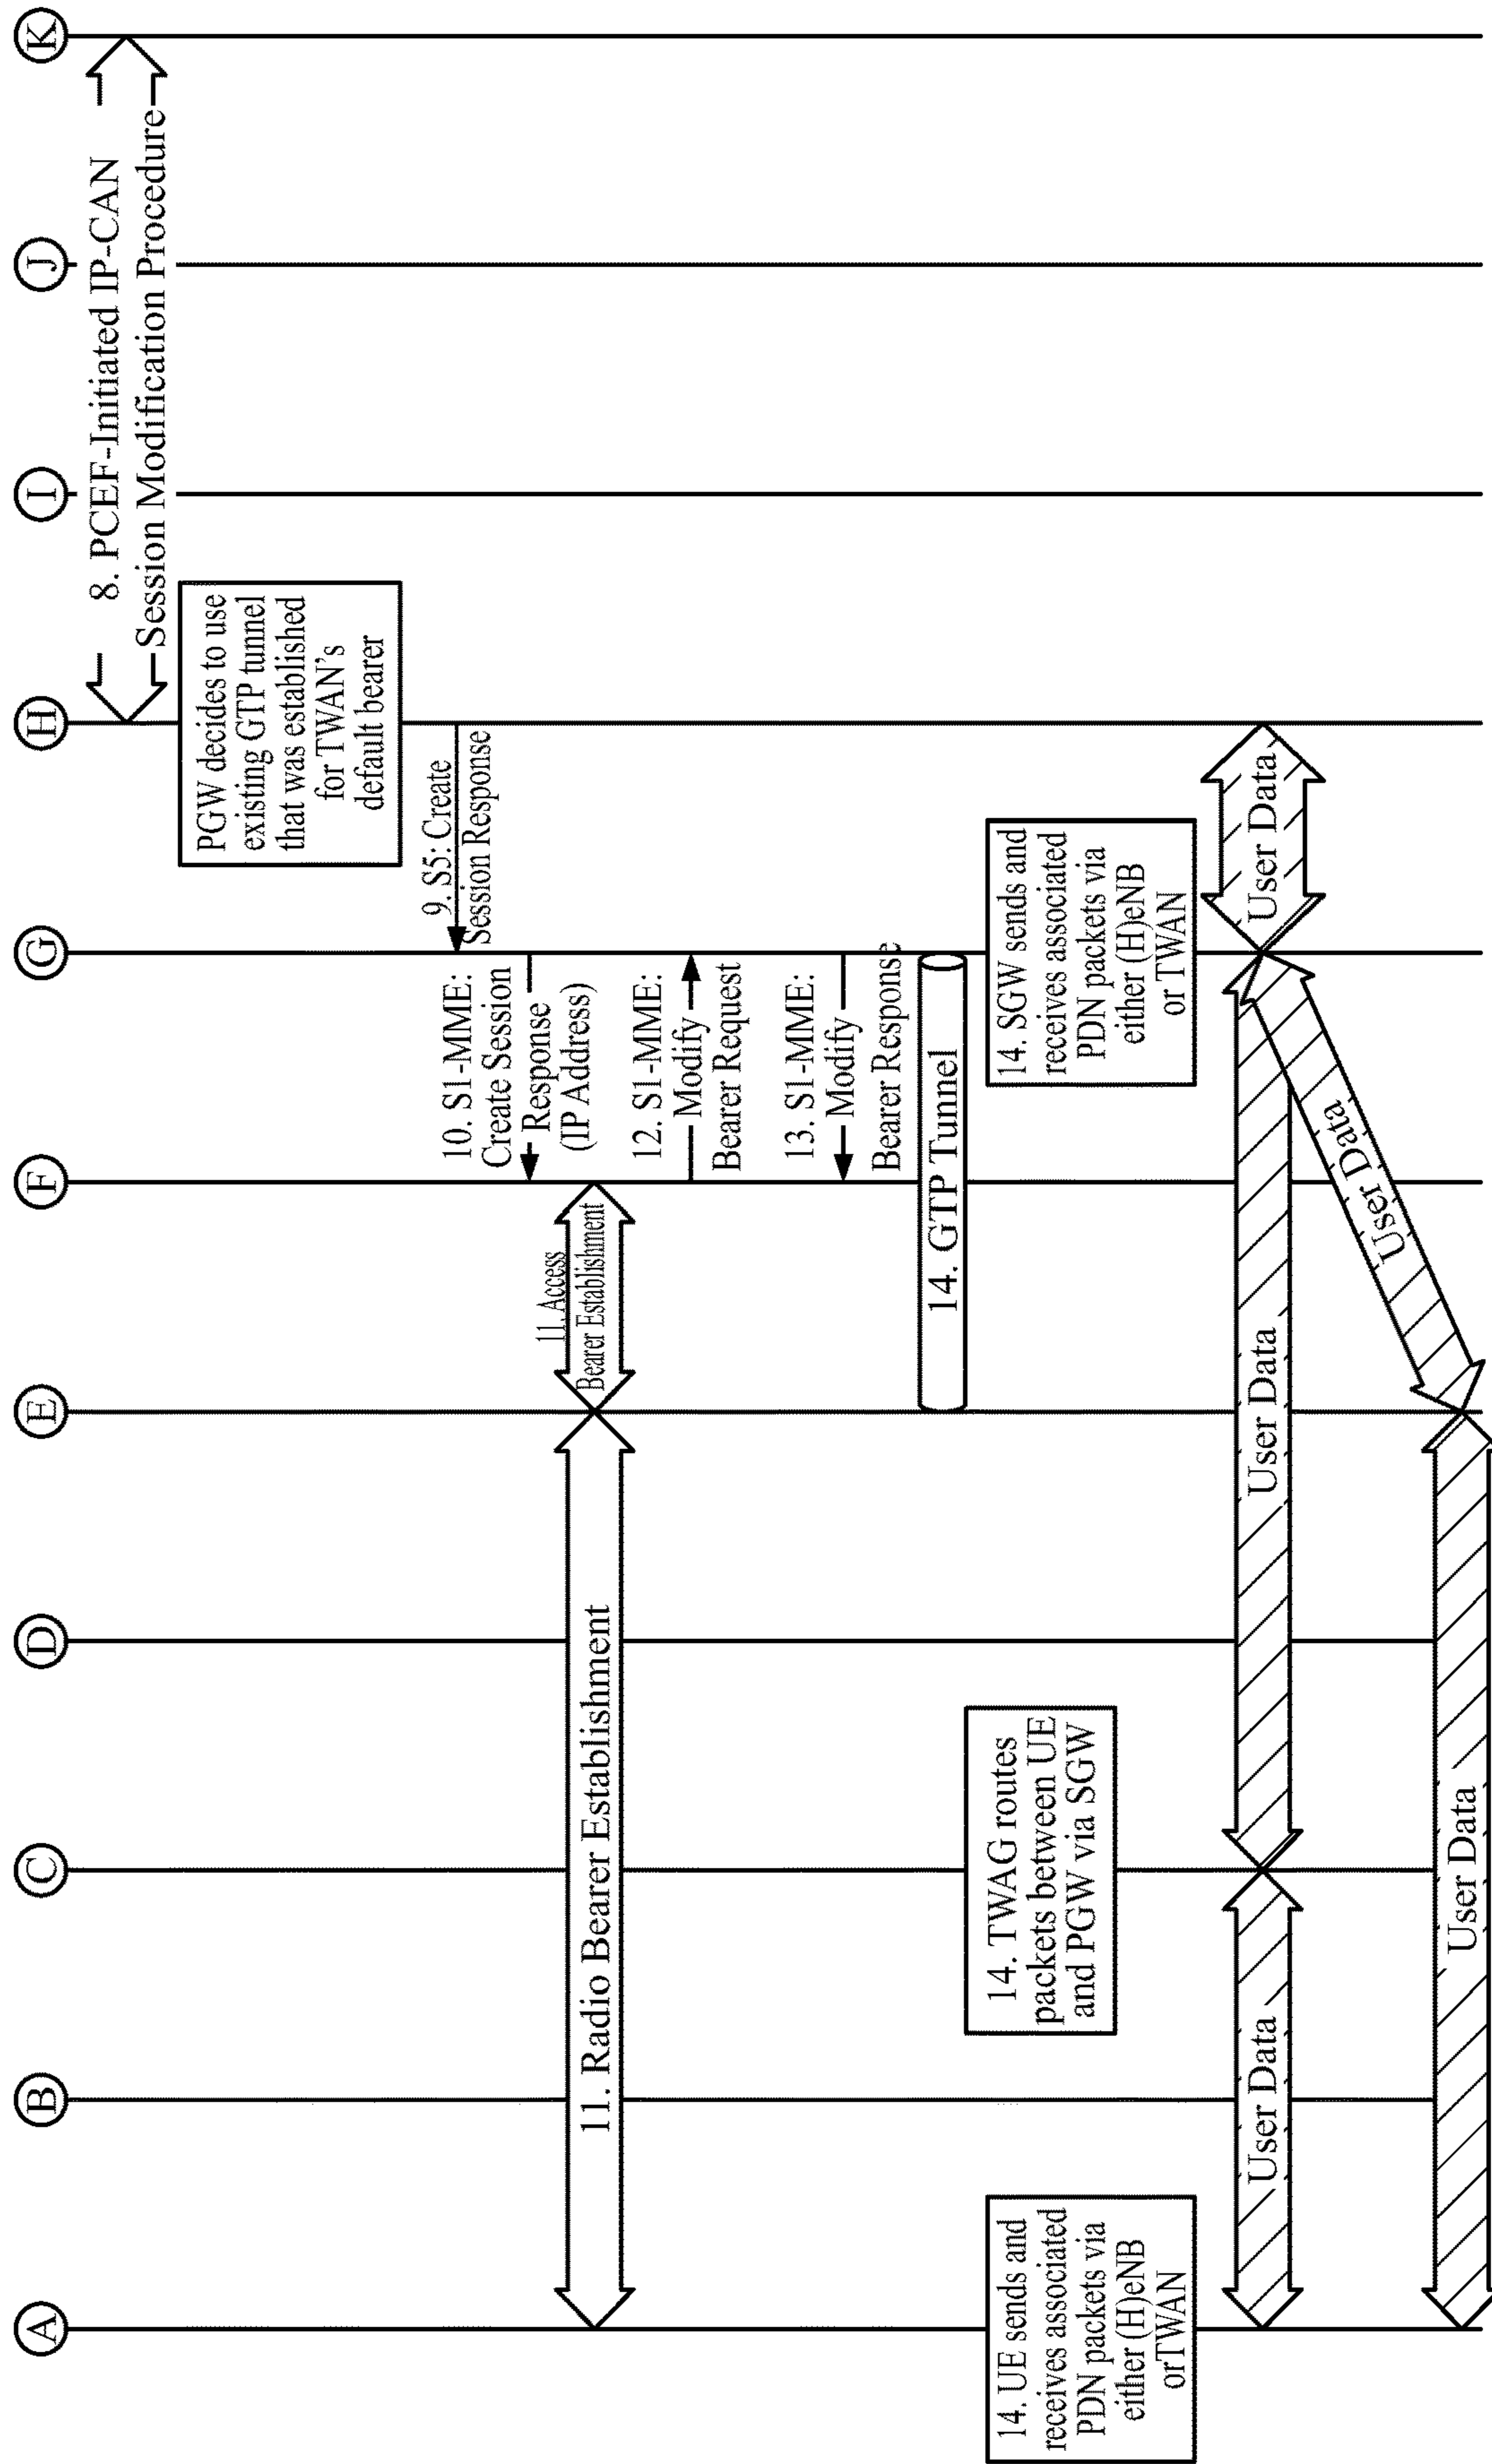 A
B
C
D
E
F
G
H
I
J
K
8. PCEF-Initiated IP-CAN
Session Modification Procedure
PGW decides to use
existing GTP tunnel
that was established
for TWAN's
default bearer
9. S5: Create
Session Response
10. S1-MME:
Create Session
Response
(IP Address)
11. Radio Bearer Establishment
11. Access
Bearer Establishment
12. S1-MME:
Modify
Bearer Request
13. S1-MME:
Modify
Bearer Response
14. GTP Tunnel
14. UE sends and
receives associated
PDN packets via
either (H)eNB
orTWAN
14. TWAG routes
packets between UE
and PGW via SGW
14. SGW sends and
receives associated
PDN packets via
either (H)eNB
or TWAN
User Data
User Data
User Data
User Data
User Data